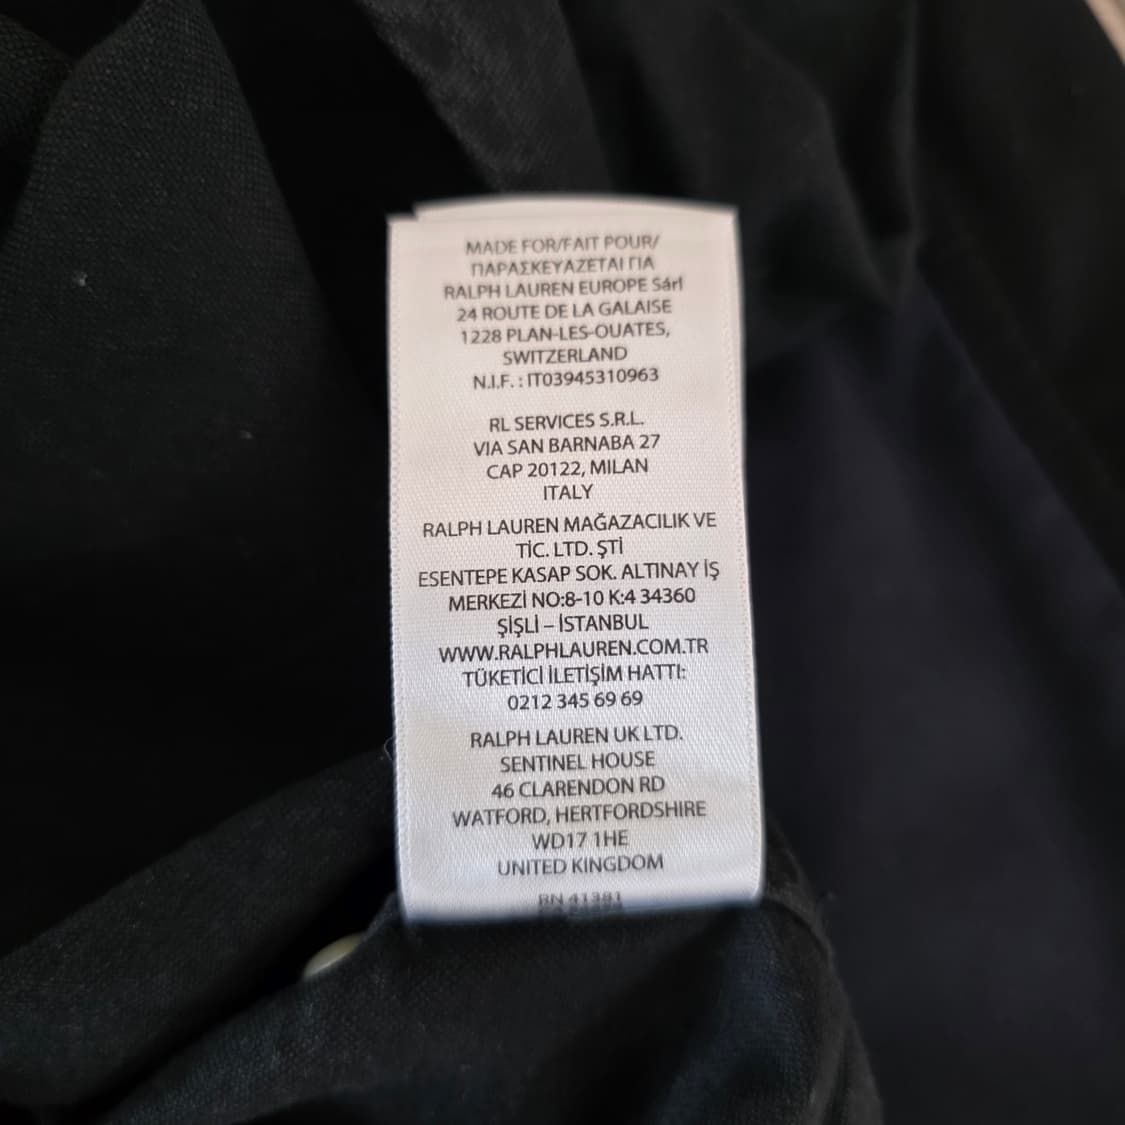 MADE FOR/FAIT POUR/
ΠΑΡΑΣΚΕΥΑΖΕΤΑΙ ΓΙΑ
RALPH LAUREN EUROPE Sárl
24 ROUTE DE LA GALAISE
1228 PLAN-LES-OUATES,
SWITZERLAND
N.I.F. : IT03945310963
RL SERVICES S.R.L.
VIA SAN BARNABA 27
CAP 20122, MILAN
ITALY
RALPH LAUREN MAĞAZACILIK VE
TİC. LTD. ŞTİ
ESENTEPE KASAP SOK. ALTINAY İŞ
MERKEZİ NO:8-10 K:4 34360
ŞİŞLİ – İSTANBUL
WWW.RALPHLAUREN.COM.TR
TÜKETİCİ İLETİŞİM HATTI:
0212 345 69 69
RALPH LAUREN UK LTD.
SENTINEL HOUSE
46 CLARENDON RD
WATFORD, HERTFORDSHIRE
WD17 1HE
UNITED KINGDOM
RN 41381